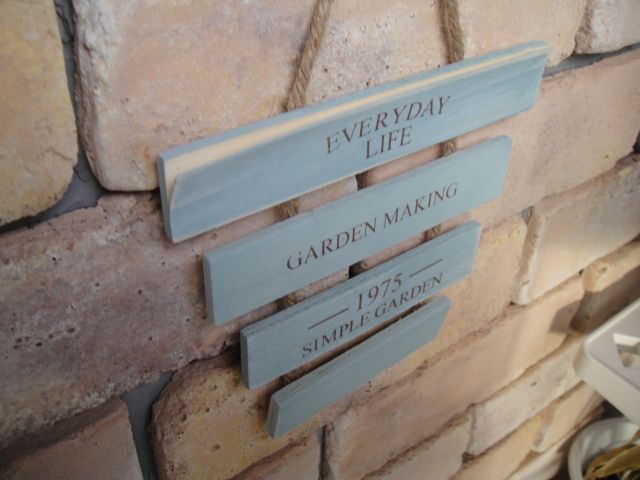 EVERYDAY
LIFE
GARDEN MAKING
— 1975 —
SIMPLE GARDEN